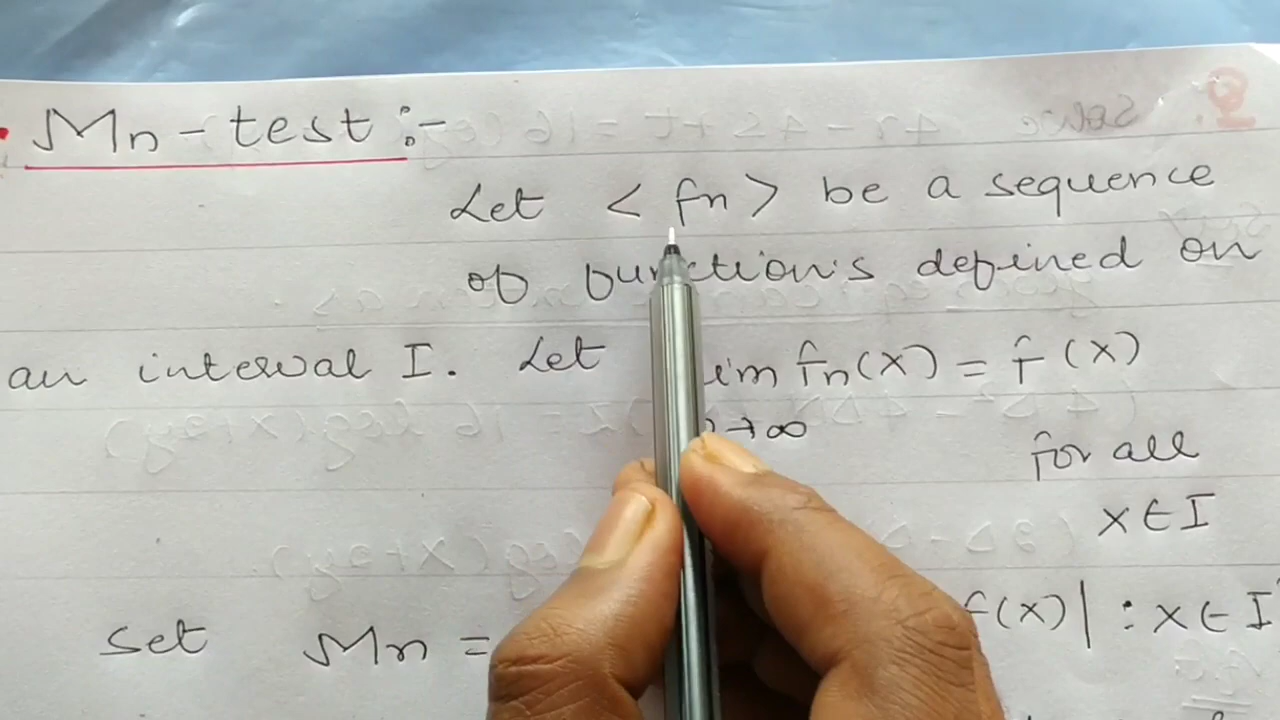 Mn-test :-
Let < fn > be a sequence
of functions defined on
an interval I. Let lim fn(x) = f(x)
n→∞
for all
x∈I
set Mn = f(x)| : x∈I